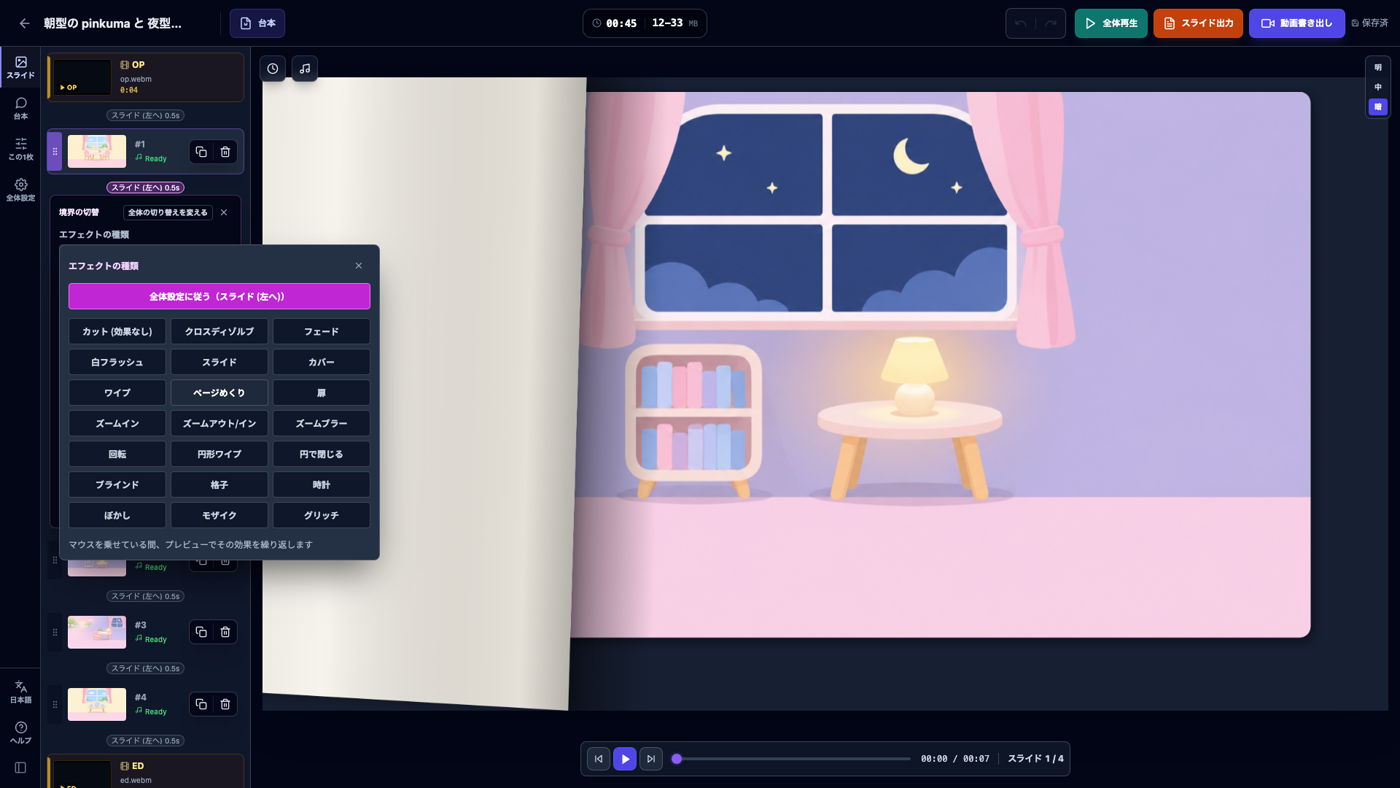 朝型の pinkuma と 夜型...
台本
00:45 12–33 MB
全体再生
スライド出力
動画書き出し
保存済
スライド
台本
この1枚
全体設定
日本語
ヘルプ
OP
OP
op.webm
0:04
スライド (左へ) 0.5s
#1
Ready
スライド (左へ) 0.5s
境界の切替
全体の切り替えを変える
エフェクトの種類
エフェクトの種類
全体設定に従う（スライド (左へ)）
カット (効果なし) クロスディゾルブ フェード
白フラッシュ スライド カバー
ワイプ ページめくり 扉
ズームイン ズームアウト/イン ズームブラー
回転 円形ワイプ 円で閉じる
ブラインド 格子 時計
ぼかし モザイク グリッチ
マウスを乗せている間、プレビューでその効果を繰り返します
Ready
スライド (左へ) 0.5s
#3
Ready
スライド (左へ) 0.5s
#4
Ready
スライド (左へ) 0.5s
ED
ed.webm
明
中
暗
00:00 / 00:07
スライド 1 / 4